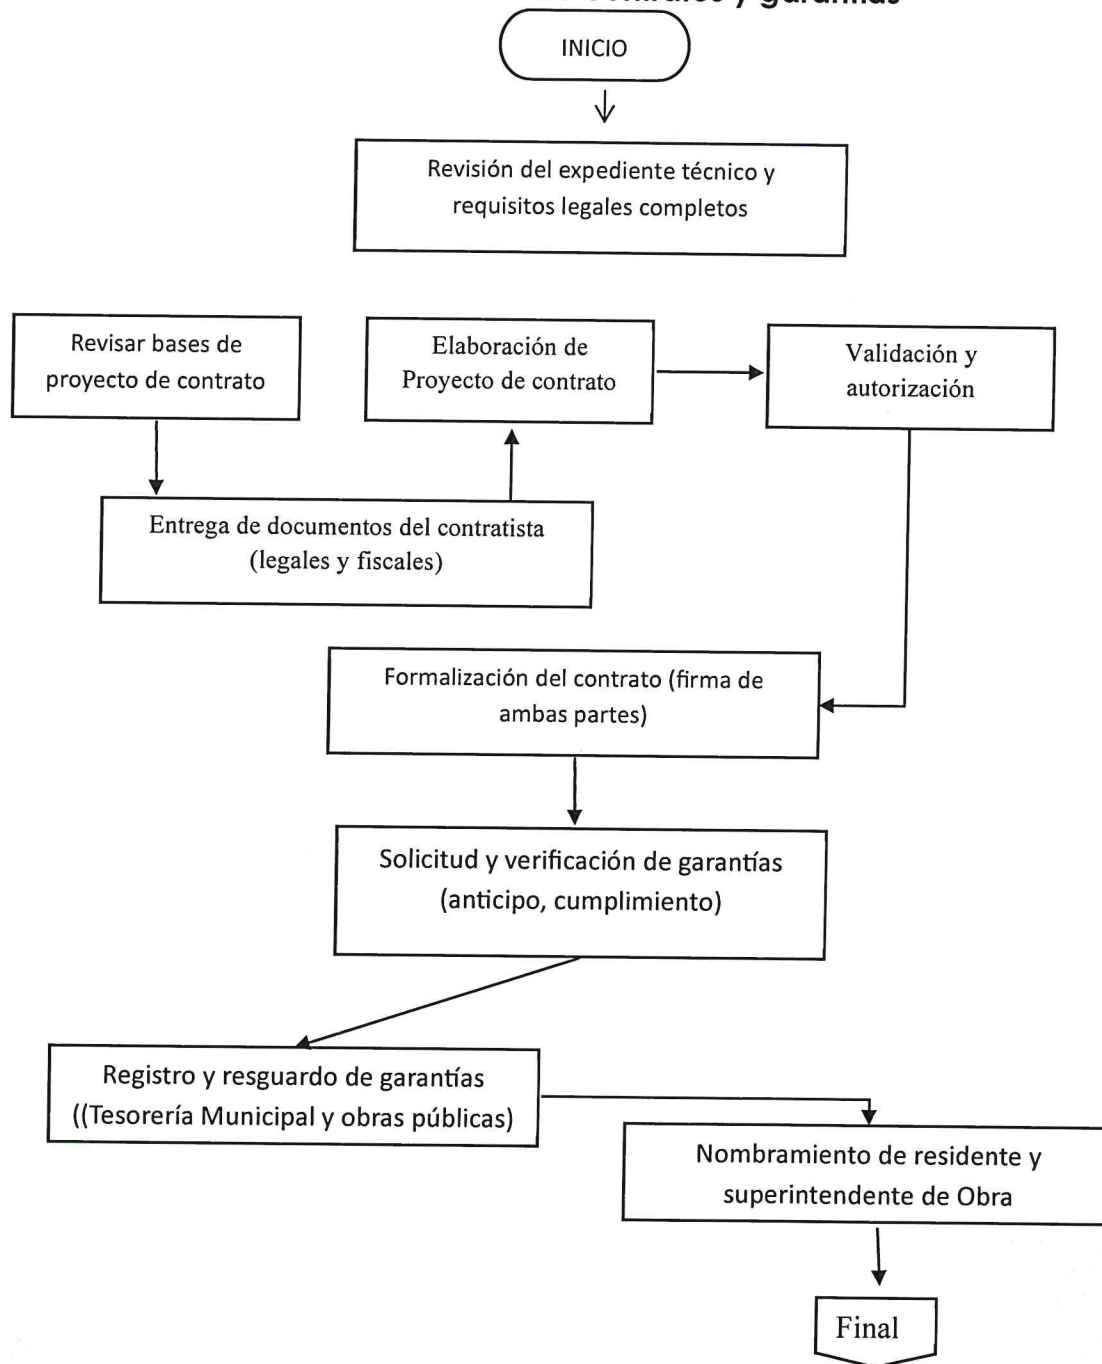 y garantías
INICIO
Revisión del expediente técnico y
requisitos legales completos
Revisar bases de
proyecto de contrato
Elaboración de
Proyecto de contrato
Validación y
autorización
Entrega de documentos del contratista
(legales y fiscales)
Formalización del contrato (firma de
ambas partes)
Solicitud y verificación de garantías
(anticipo, cumplimiento)
Registro y resguardo de garantías
((Tesorería Municipal y obras públicas)
Nombramiento de residente y
superintendente de Obra
Final